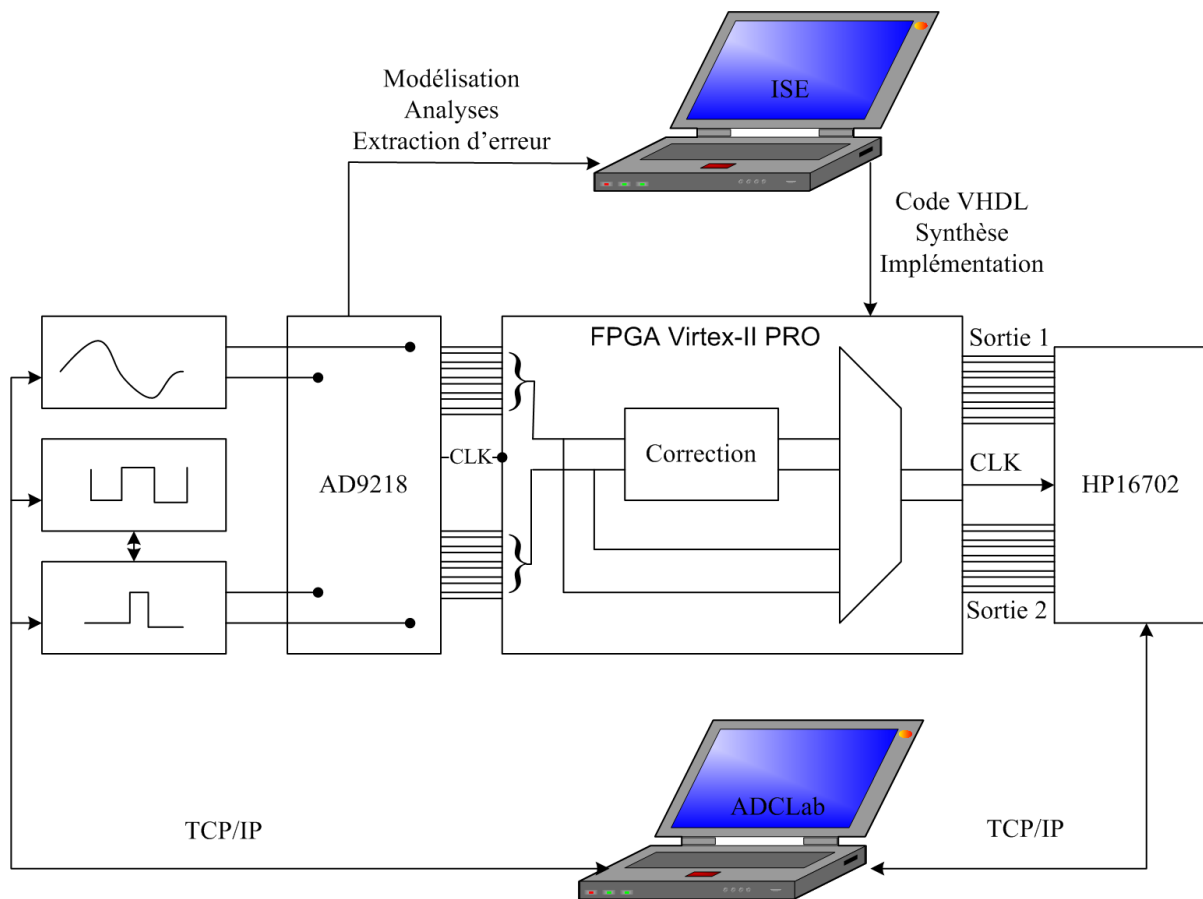 ISE
Modélisation
Analyses
Extraction d'erreur
Code VHDL
Synthèse
Implémentation
FPGA Virtex-II PRO
Sortie 1
Correction
CLK
CLK
AD9218
HP16702
Sortie 2
ADCLab
TCP/IP
TCP/IP